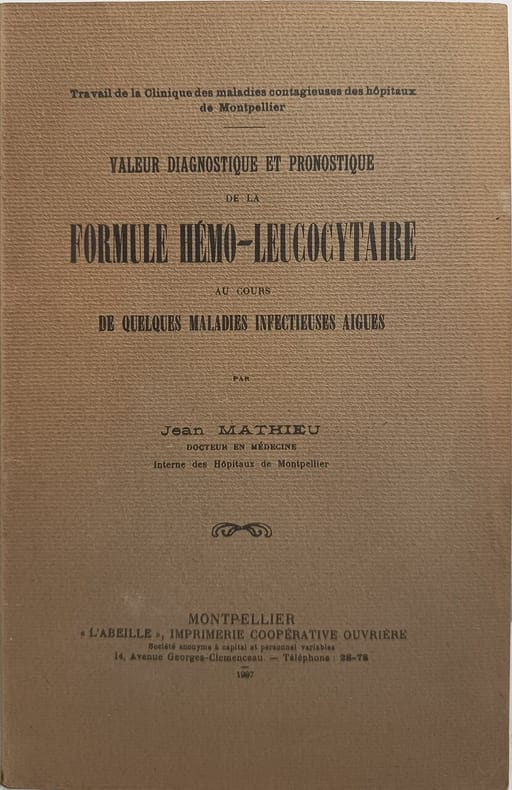 Travail de la Clinique des maladies contagieuses des hôpitaux
de Montpellier
VALEUR DIAGNOSTIQUE ET PRONOSTIQUE
DE LA
FORMULE HÉMO-LEUCOCYTAIRE
AU COURS
DE QUELQUES MALADIES INFECTIEUSES AIGUES
PAR
Jean MATHIEU
DOCTEUR EN MÉDECINE
Interne des Hôpitaux de Montpellier
MONTPELLIER
« L'ABEILLE », IMPRIMERIE COOPÉRATIVE OUVRIÈRE
Société anonyme à capital et personnel variables
14, Avenue Georges-Clemenceau. — Téléphone : 28-78